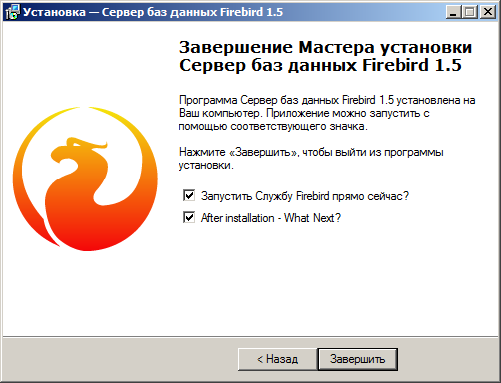 Установка — Сервер баз данных Firebird 1.5
Завершение Мастера установки
Сервер баз данных Firebird 1.5
Программа Сервер баз данных Firebird 1.5 установлена на
Ваш компьютер. Приложение можно запустить с
помощью соответствующего значка.
Нажмите «Завершить», чтобы выйти из программы
установки.
Запустить Службу Firebird прямо сейчас?
After installation - What Next?
< Назад
Завершить